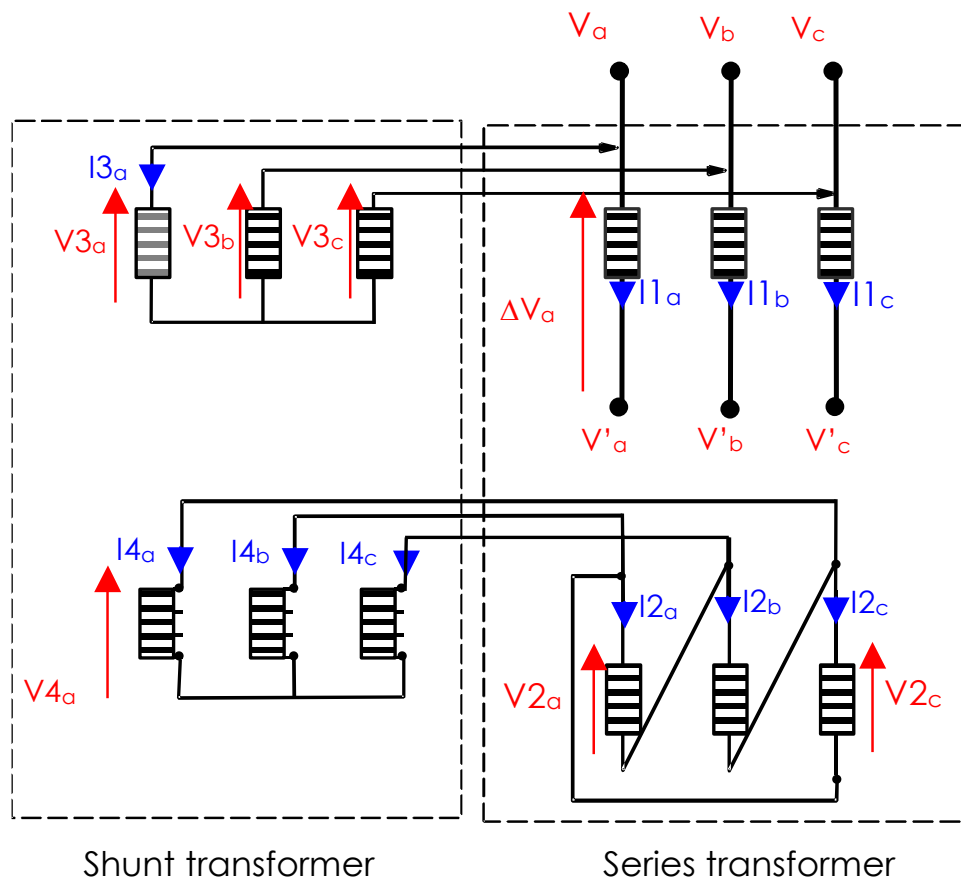 Va Vb Vc
I3a
V3a V3b V3c
I1a I1b I1c
ΔVa
V'a V'b V'c
I4a I4b I4c
I2a I2b I2c
V4a V2a V2c
Shunt transformer Series transformer